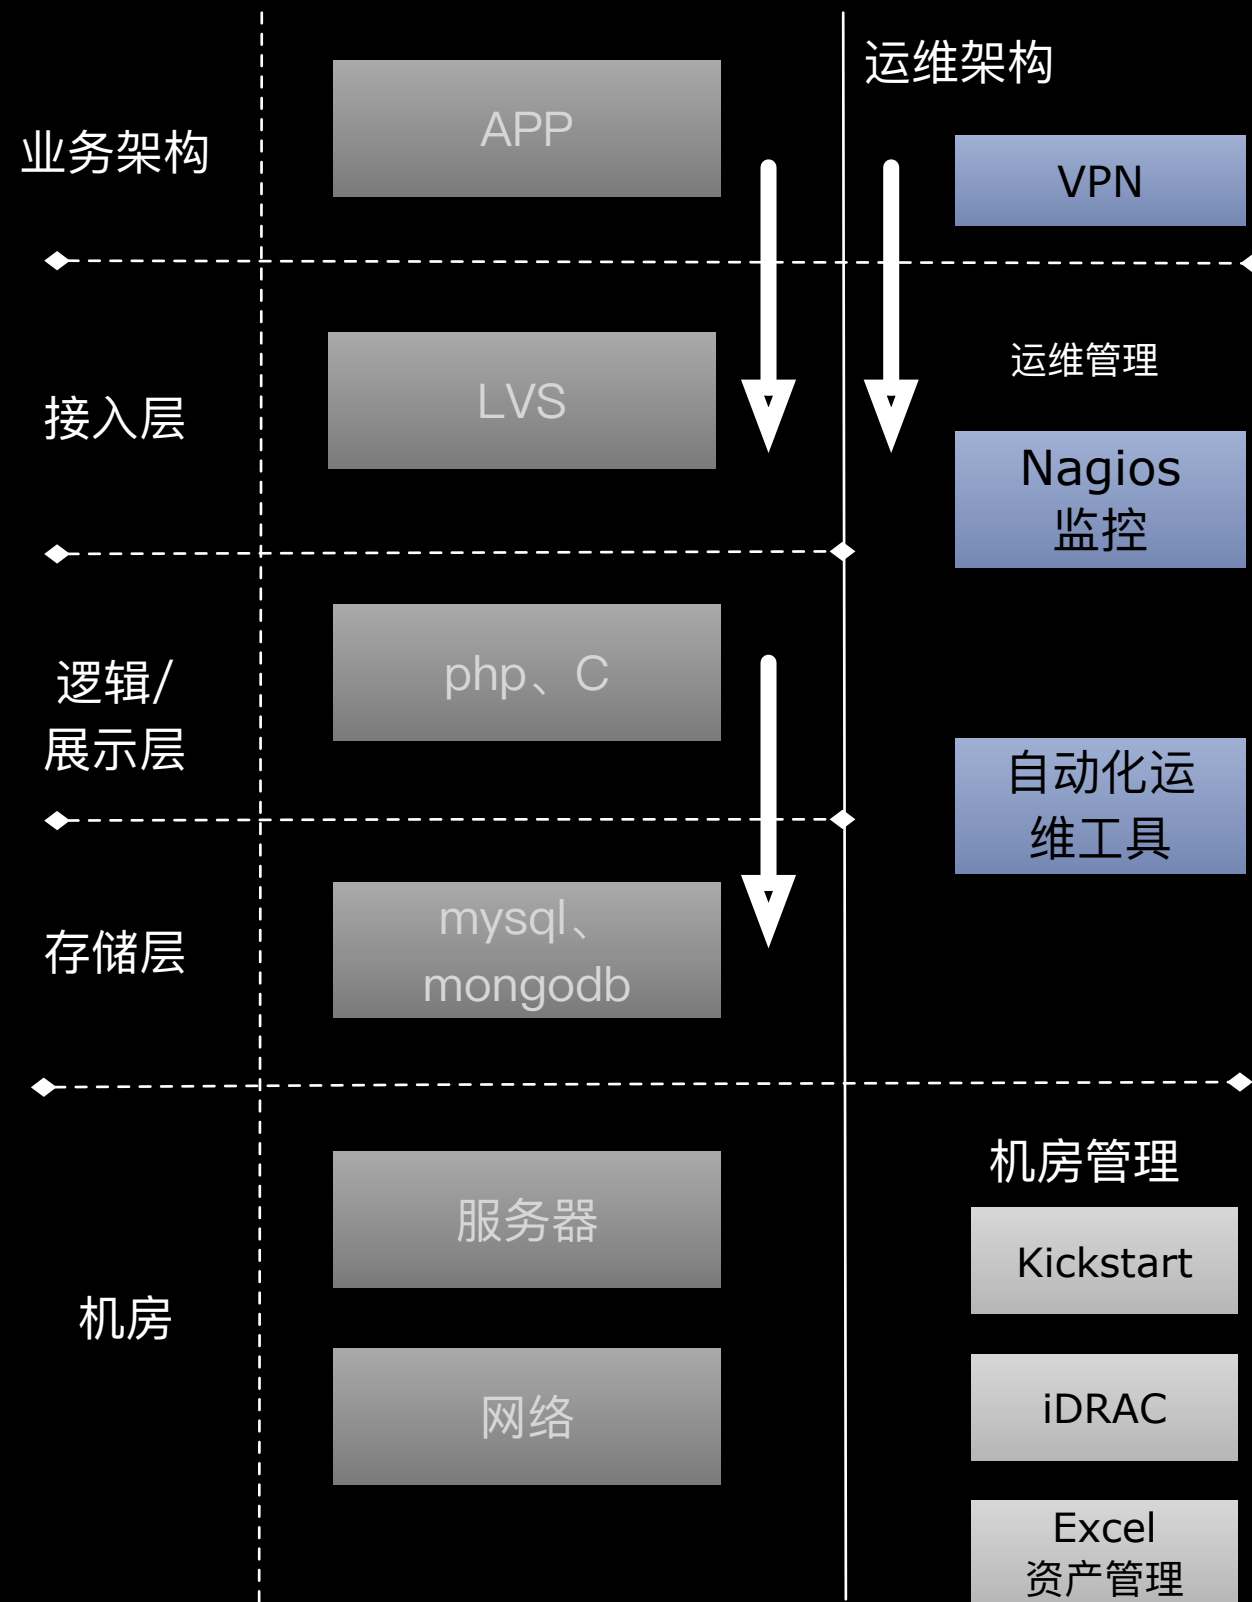 运维架构
业务架构
APP
VPN
接入层
LVS
运维管理
Nagios
监控
逻辑/
展示层
php、C
自动化运
维工具
存储层
mysql、
mongodb
机房管理
机房
服务器
网络
Kickstart
iDRAC
Excel
资产管理